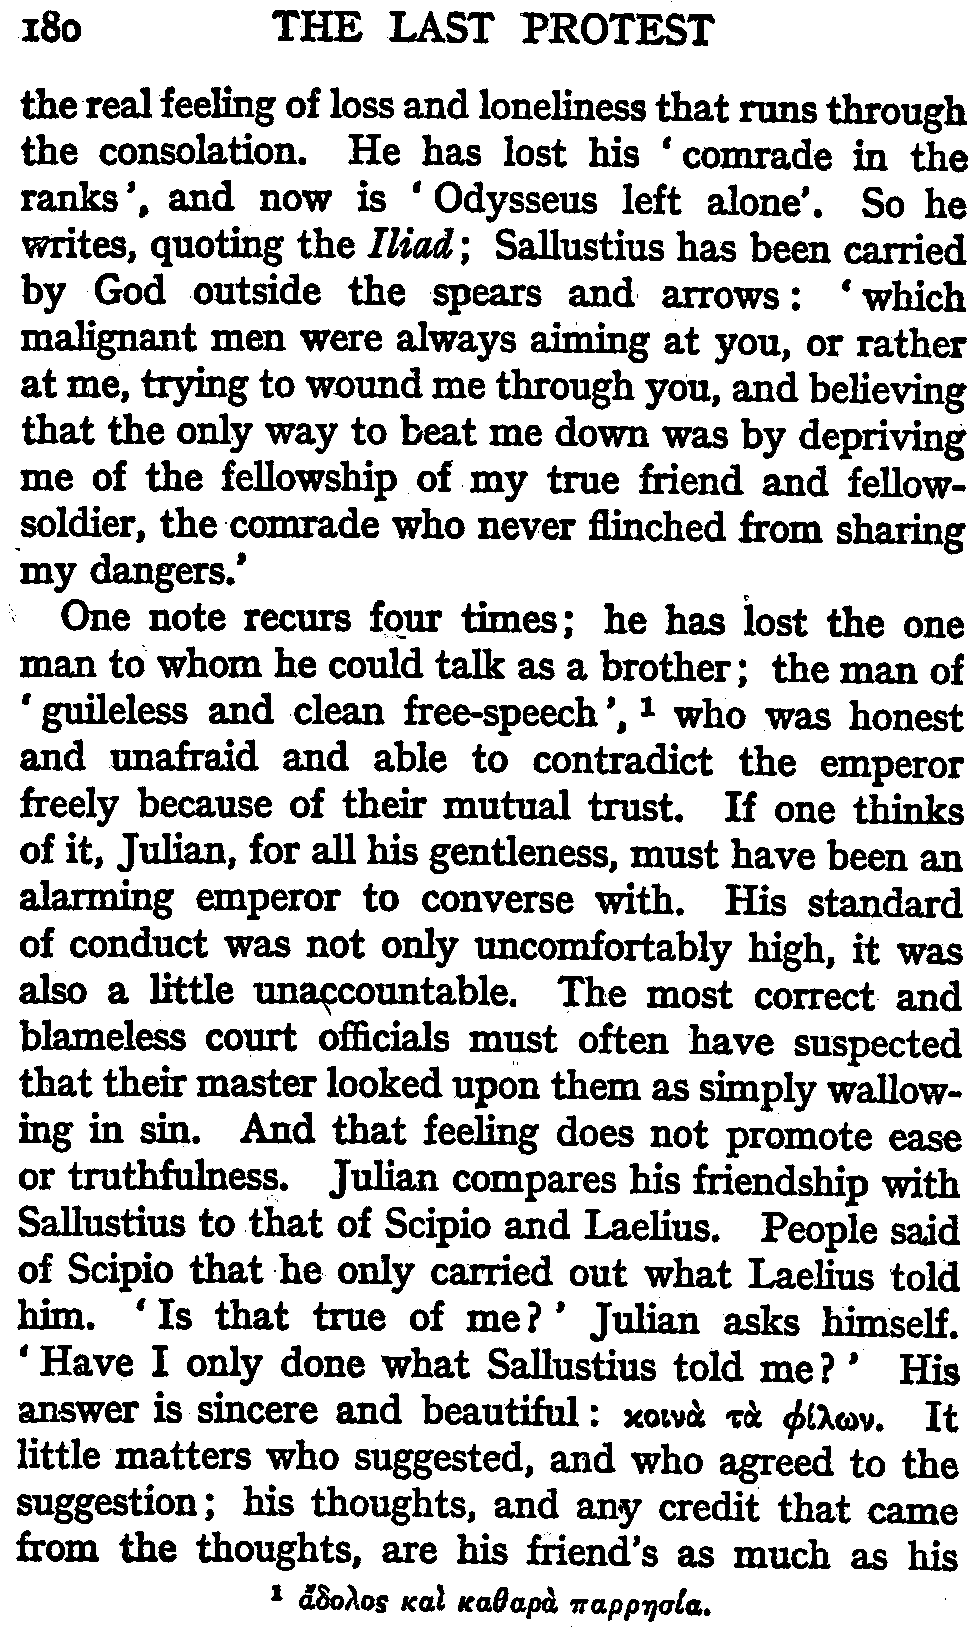 180 THE LAST PROTEST
the real feeling of loss and loneliness that runs through
the consolation. He has lost his ‘comrade in the
ranks’, and now is ‘Odysseus left alone’. So he
writes, quoting the Iliad; Sallustius has been carried
by God outside the spears and arrows: ‘which
malignant men were always aiming at you, or rather
at me, trying to wound me through you, and believing
that the only way to beat me down was by depriving
me of the fellowship of my true friend and fellow-
soldier, the comrade who never flinched from sharing
my dangers.’
One note recurs four times; he has lost the one
man to whom he could talk as a brother; the man of
‘guileless and clean free-speech’, ¹ who was honest
and unafraid and able to contradict the emperor
freely because of their mutual trust. If one thinks
of it, Julian, for all his gentleness, must have been an
alarming emperor to converse with. His standard
of conduct was not only uncomfortably high, it was
also a little unaccountable. The most correct and
blameless court officials must often have suspected
that their master looked upon them as simply wallow-
ing in sin. And that feeling does not promote ease
or truthfulness. Julian compares his friendship with
Sallustius to that of Scipio and Laelius. People said
of Scipio that he only carried out what Laelius told
him. ‘Is that true of me?’ Julian asks himself.
‘Have I only done what Sallustius told me?’ His
answer is sincere and beautiful: κοινὰ τὰ φίλων. It
little matters who suggested, and who agreed to the
suggestion; his thoughts, and any credit that came
from the thoughts, are his friend's as much as his
¹ ἄδολος καὶ καθαρὰ παρρησία.